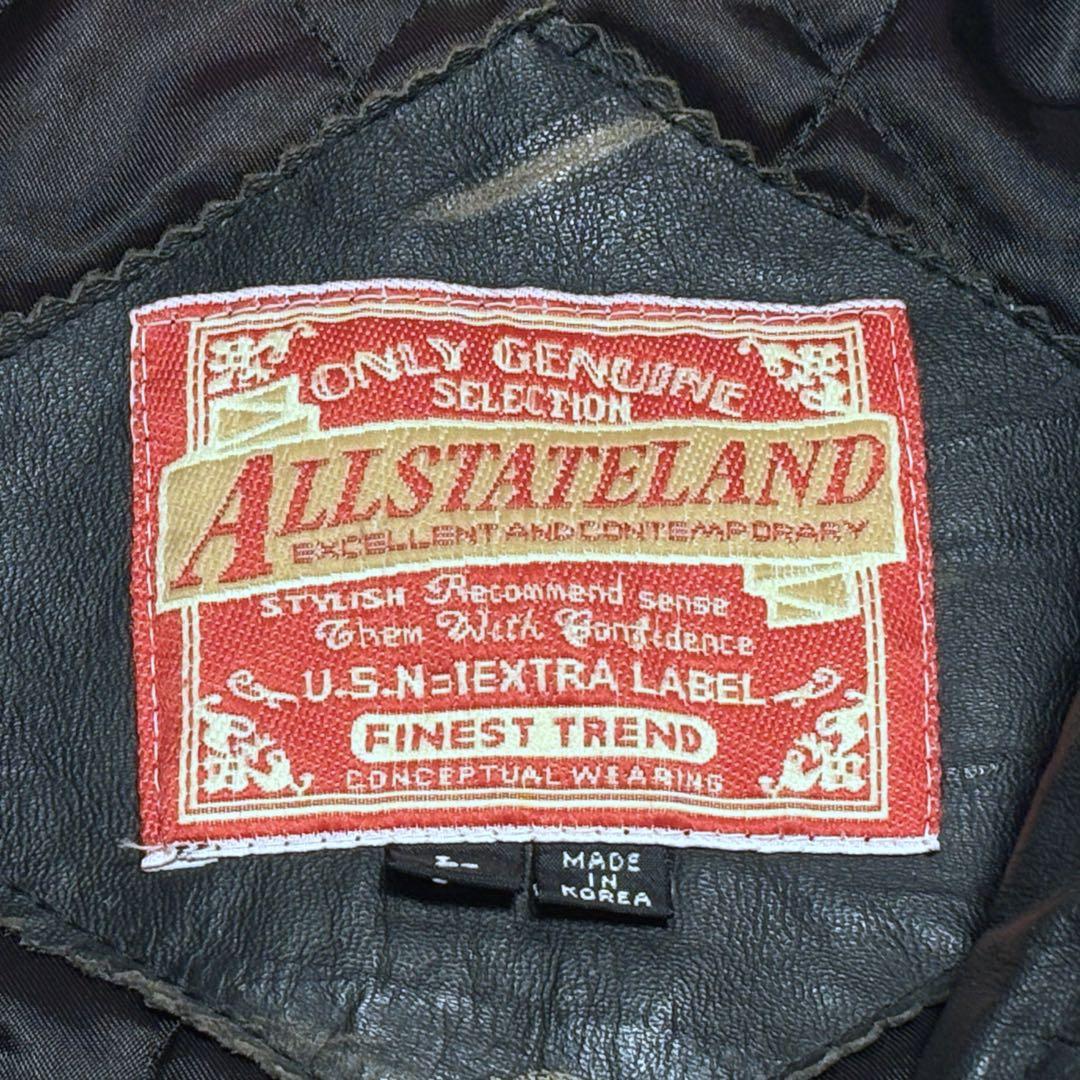 ONLY GENUINE
SELECTION
ALLSTATELAND
EXCELLENT AND CONTEMPORARY
STYLISH Recommend sense
Them With Confidence
U.S.N=1EXTRA LABEL
FINEST TREND
CONCEPTUAL WEARING
MADE
IN
KOREA